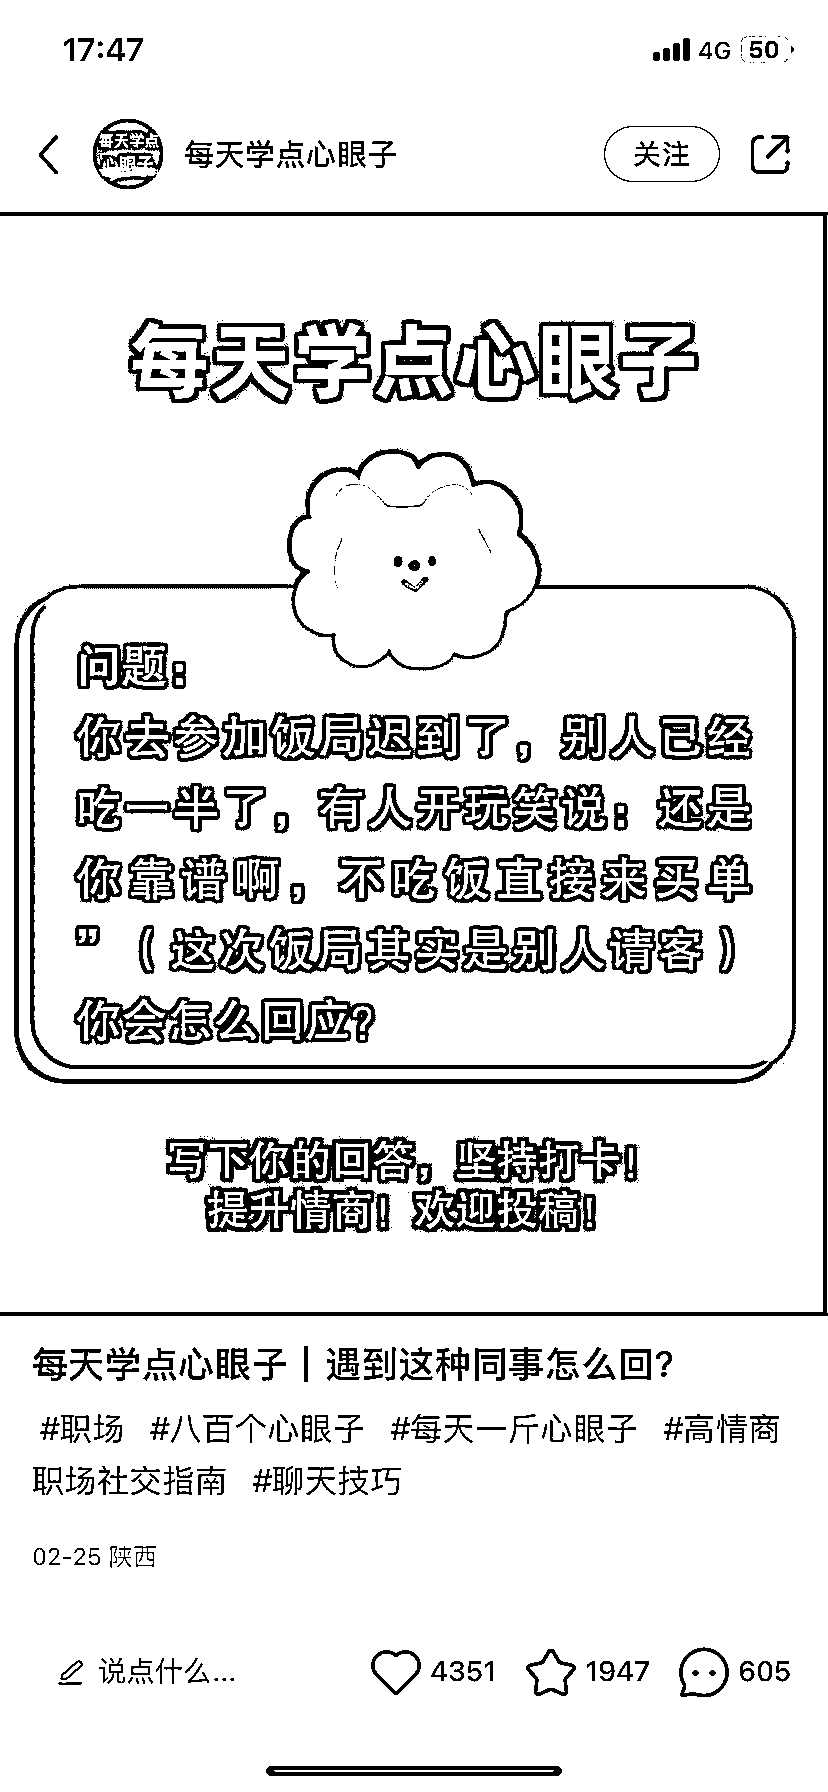 17:47
4G 50
每天学点心眼子
每天学点心眼子
关注
每天学点心眼子
问题：
你去参加饭局迟到了，别人已经
吃一半了，有人开玩笑说：还是
你靠谱啊，不吃饭直接来买单
”（这次饭局其实是别人请客）
你会怎么回应？
写下你的回答，坚持打卡！
提升情商！欢迎投稿！
每天学点心眼子｜遇到这种同事怎么回？
#职场 #八百个心眼子 #每天一斤心眼子 #高情商
职场社交指南 #聊天技巧
02-25 陕西
说点什么...
4351
1947
605